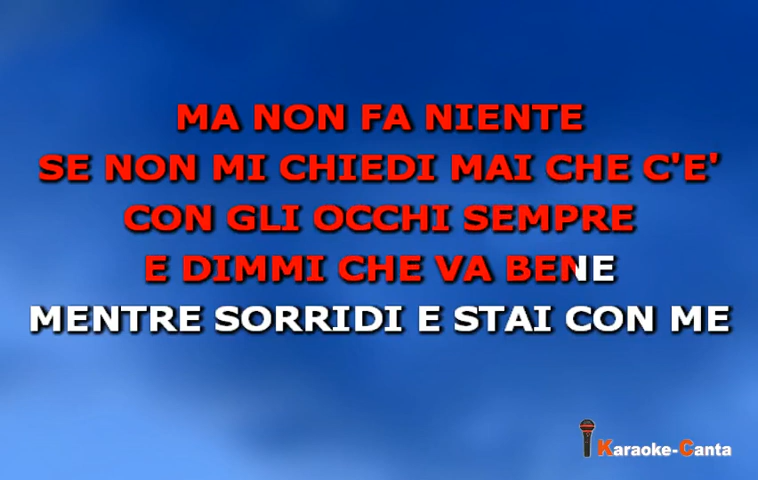 MA NON FA NIENTE
SE NON MI CHIEDI MAI CHE C'E'
CON GLI OCCHI SEMPRE
E DIMMI CHE VA BENE
MENTRE SORRIDI E STAI CON ME
Karaoke-Canta